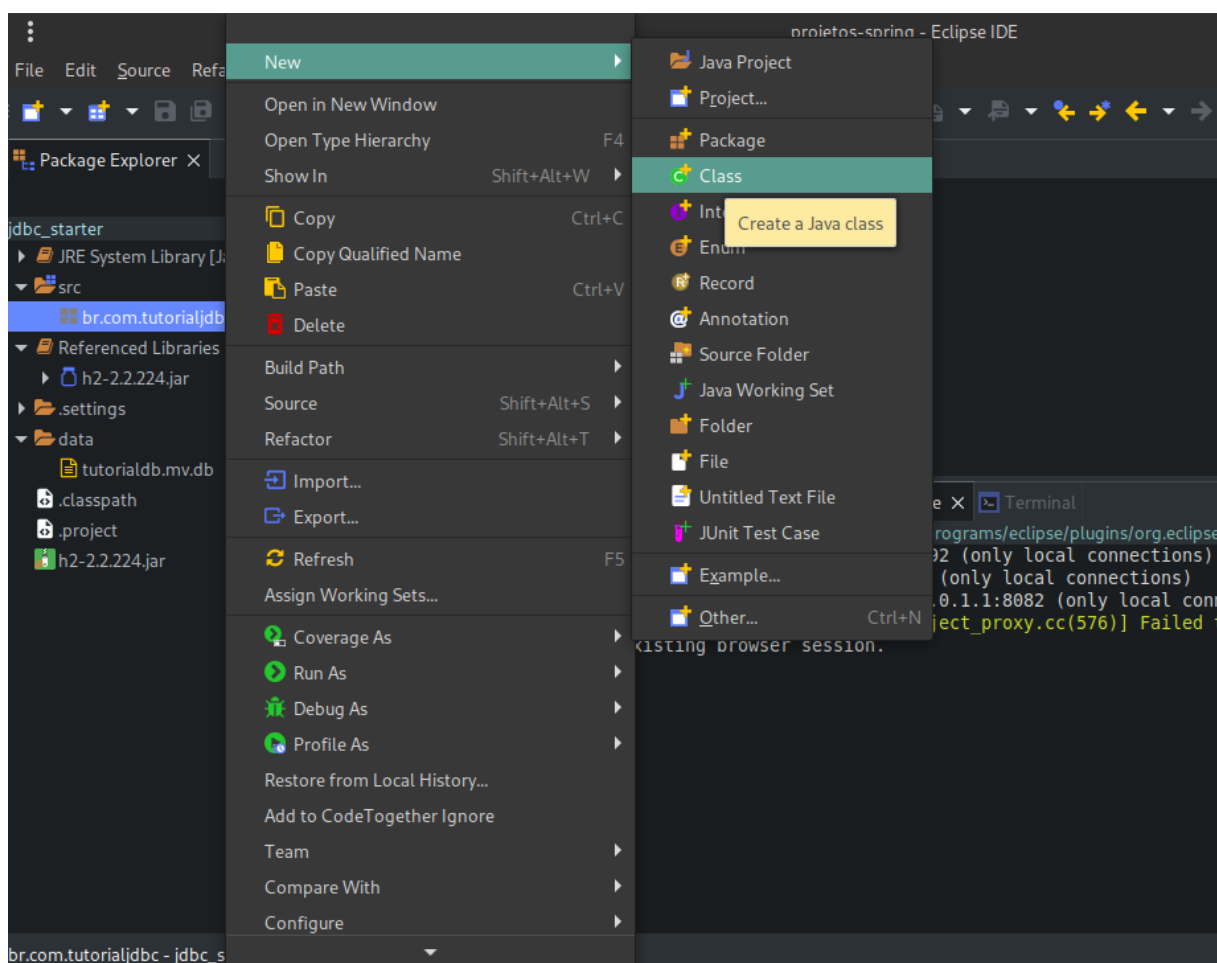 projetos-spring - Eclipse IDE
File Edit Source Refa
Package Explorer
jdbc_starter
JRE System Library [Ja
src
br.com.tutorialjdb
Referenced Libraries
h2-2.2.224.jar
.settings
data
tutorialdb.mv.db
.classpath
.project
h2-2.2.224.jar
br.com.tutorialjdbc - jdbc_s
New
Open in New Window
Open Type Hierarchy F4
Show In Shift+Alt+W
Copy Ctrl+C
Copy Qualified Name
Paste Ctrl+V
Delete
Build Path
Source Shift+Alt+S
Refactor Shift+Alt+T
Import...
Export...
Refresh F5
Assign Working Sets...
Coverage As
Run As
Debug As
Profile As
Restore from Local History...
Add to CodeTogether Ignore
Team
Compare With
Configure
Java Project
Project...
Package
Class
Int
Create a Java class
Enum
Record
Annotation
Source Folder
Java Working Set
Folder
File
Untitled Text File
JUnit Test Case
Example...
Other... Ctrl+N
e Terminal
rograms/eclipse/plugins/org.eclipse
92 (only local connections)
(only local connections)
.0.1.1:8082 (only local conn
ject_proxy.cc(576)] Failed
xisting browser session.